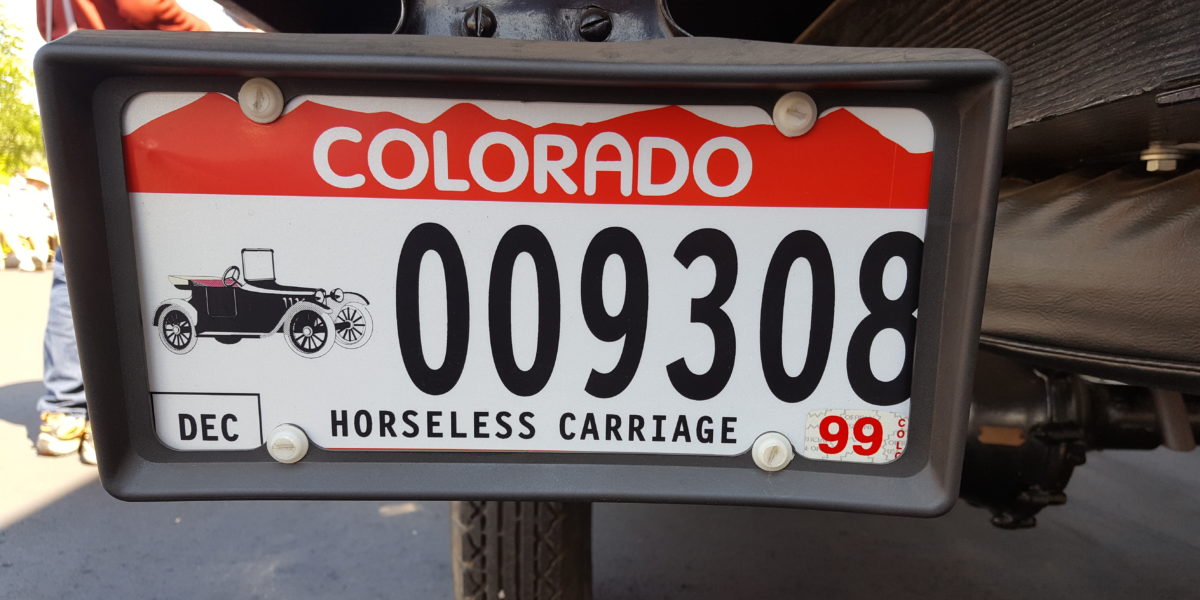 COLORADO
009308
DEC
HORSELESS CARRIAGE
99